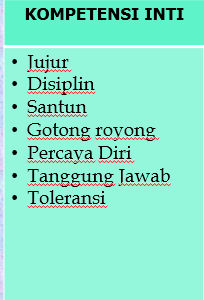 KOMPETENSI INTI
• Jujur
• Disiplin
• Santun
• Gotong royong
• Percaya Diri
• Tanggung Jawab
• Toleransi